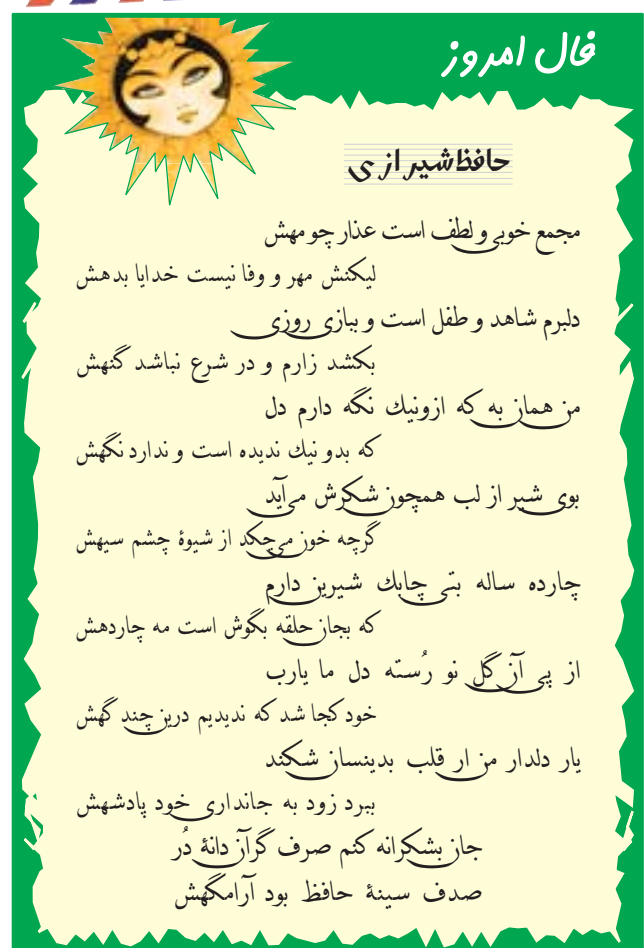 فال امروز
حافظ شیرازی
مجمع خوبی و لطف است عذار چو مهش
لیکنش مهر و وفا نیست خدایا بدهش
دلبرم شاهد و طفل است و ببازی روزی
بکشد زارم و در شرع نباشد گنهش
من همان به که ازو نیك نگه دارم دل
که بد و نیك ندیده است و ندارد نگهش
بوی شیر از لب همچون شکرش می‌آید
گرچه خون می‌چکد از شیوۀ چشم سیهش
چارده ساله بتی چابك شیرین دارم
که بجان حلقه بگوش است مه چاردهش
از پی آن گل نو رُسته دل ما یارب
خود کجا شد که ندیدیم درین چند گهش
یار دلدار من ار قلب بدینسان شکند
ببرد زود به جانداری خود پادشهش
جان بشکرانه کنم صرف گر آن دانۀ دُر
صدف سینۀ حافظ بود آرامگهش